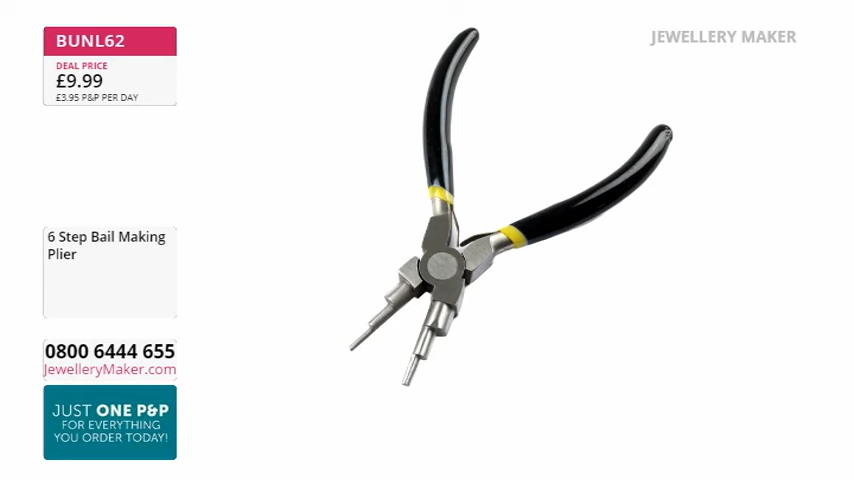 BUNL62
DEAL PRICE
£9.99
£3.95 P&P PER DAY
JEWELLERY MAKER
6 Step Bail Making
Plier
0800 6444 655
JewelleryMaker.com
JUST ONE P&P
FOR EVERYTHING
YOU ORDER TODAY!